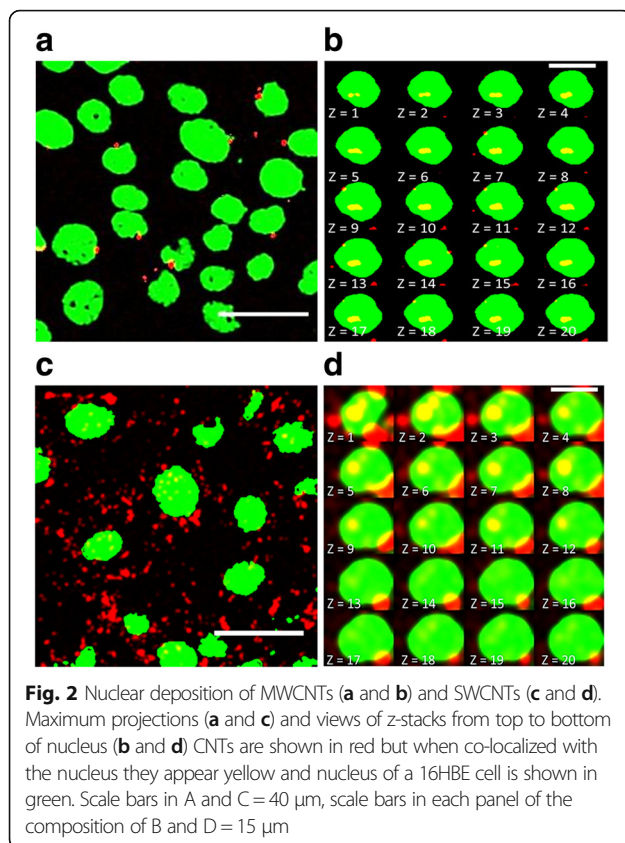 a
b
Z = 1 Z = 2 Z = 3 Z = 4
Z = 5 Z = 6 Z = 7 Z = 8
Z = 9 Z = 10 Z = 11 Z = 12
Z = 13 Z = 14 Z = 15 Z = 16
Z = 17 Z = 18 Z = 19 Z = 20
c
d
Z = 1 Z = 2 Z = 3 Z = 4
Z = 5 Z = 6 Z = 7 Z = 8
Z = 9 Z = 10 Z = 11 Z = 12
Z = 13 Z = 14 Z = 15 Z = 16
Z = 17 Z = 18 Z = 19 Z = 20
Fig. 2 Nuclear deposition of MWCNTs (a and b) and SWCNTs (c and d).
Maximum projections (a and c) and views of z-stacks from top to bottom
of nucleus (b and d) CNTs are shown in red but when co-localized with
the nucleus they appear yellow and nucleus of a 16HBE cell is shown in
green. Scale bars in A and C = 40 μm, scale bars in each panel of the
composition of B and D = 15 μm